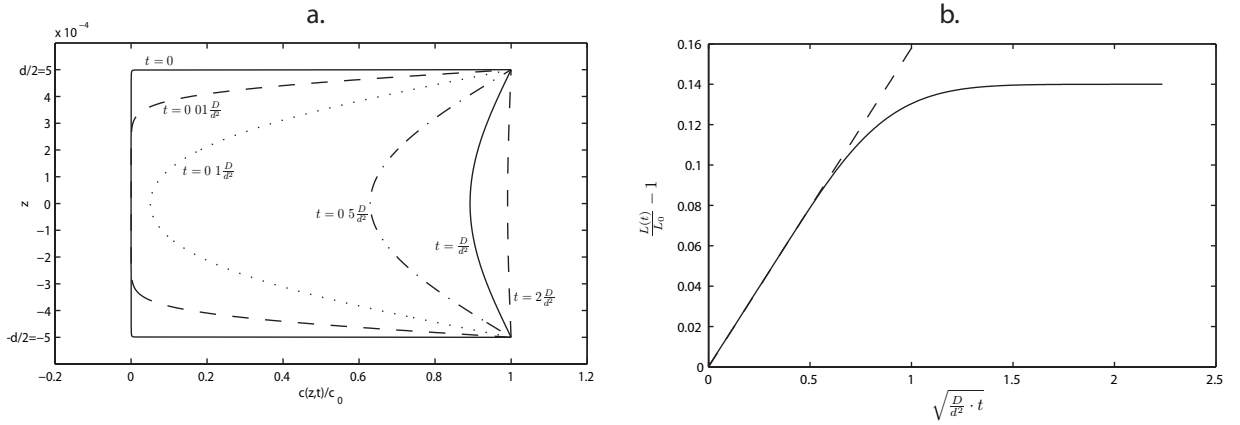 a.
x 10⁻⁴
d/2=5
4
3
2
1
0
−1
−2
−3
−4
-d/2=−5
z
t = 0
t = 0 01 D/d²
t = 0 1 D/d²
t = 0 5 D/d²
t = D/d²
t = 2 D/d²
−0.2 0 0.2 0.4 0.6 0.8 1 1.2
c(z,t)/c₀
b.
0.16
0.14
0.12
0.1
0.08
0.06
0.04
0.02
0
L(t)/L₀ − 1
0 0.5 1 1.5 2 2.5
√(D/d² · t)